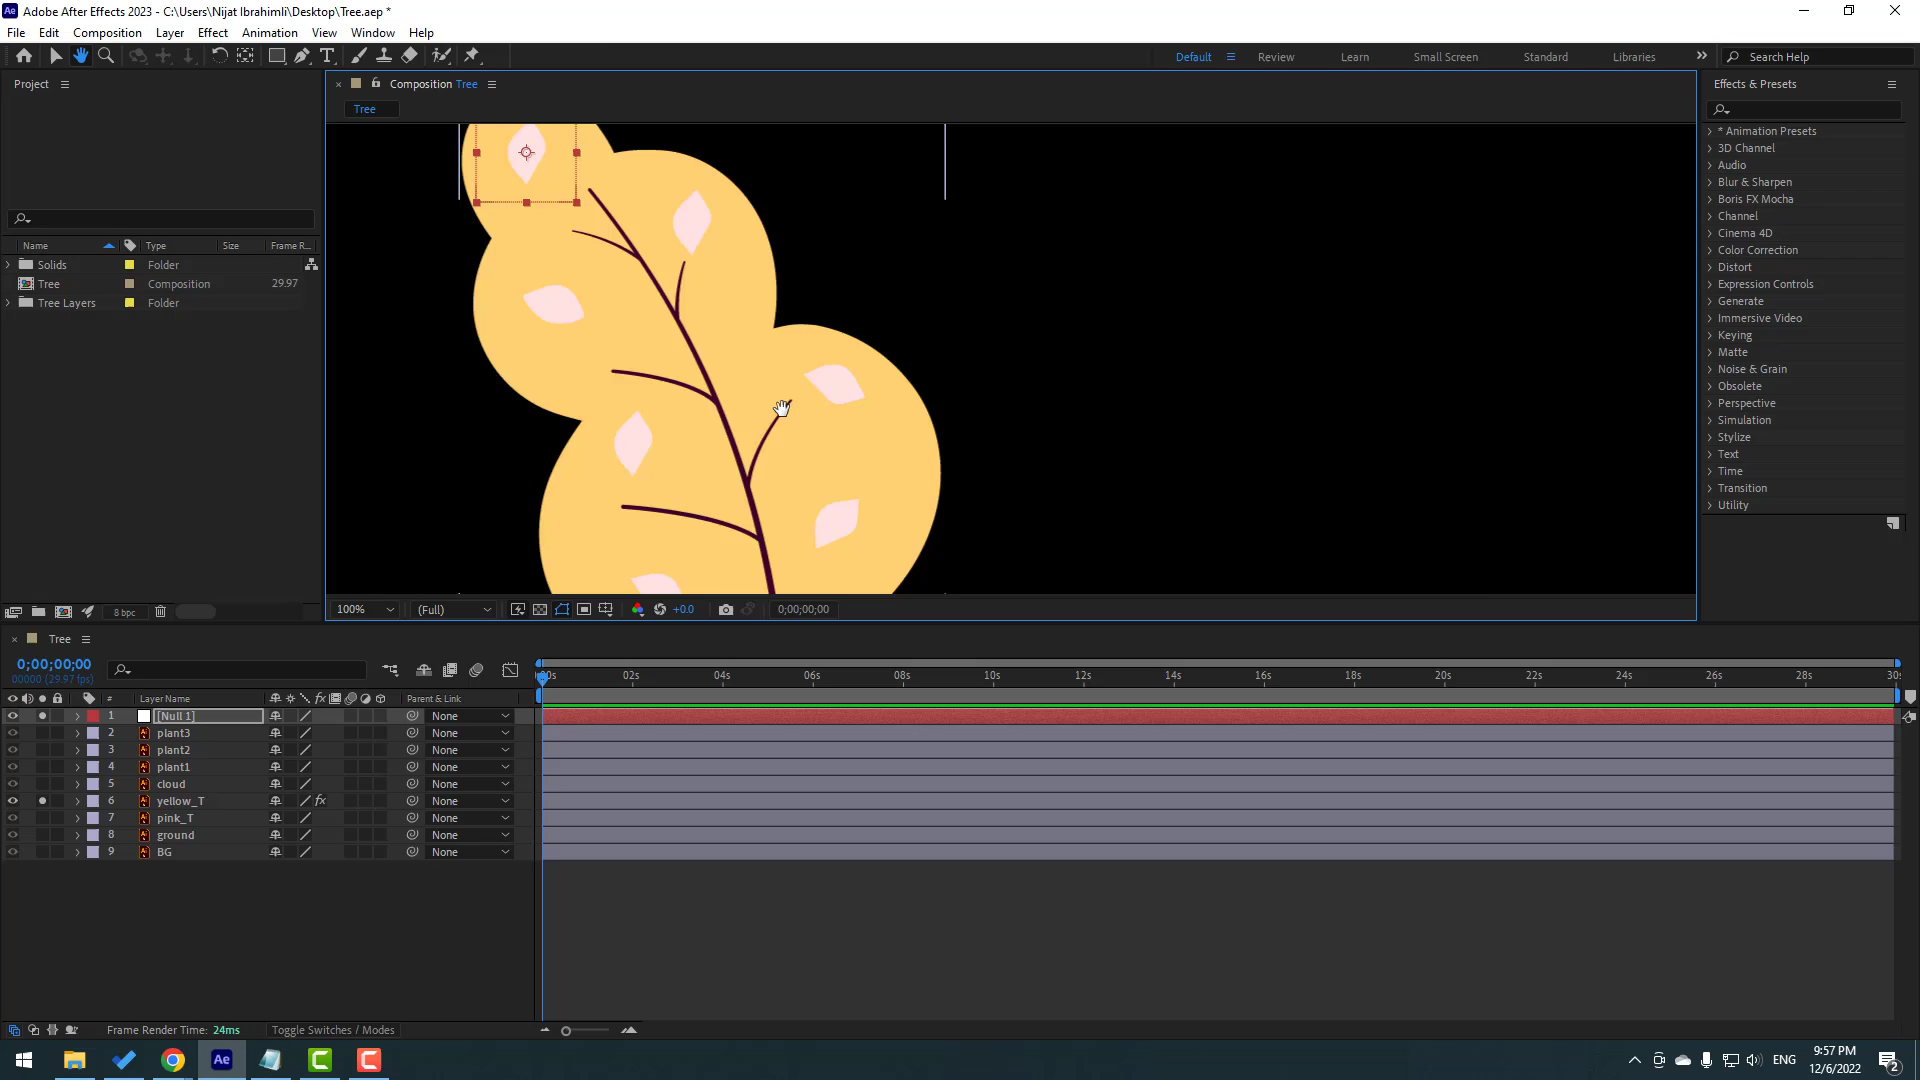 Adobe After Effects 2023 - C:\Users\Nijat Ibrahimli\Desktop\Tree.aep *
File Edit Composition Layer Effect Animation View Window Help
Default Review Learn Small Screen Standard Libraries Search Help
Project
Composition Tree
Effects & Presets
Tree
* Animation Presets
3D Channel
Audio
Blur & Sharpen
Boris FX Mocha
Channel
Cinema 4D
Color Correction
Distort
Expression Controls
Generate
Immersive Video
Keying
Matte
Noise & Grain
Obsolete
Perspective
Simulation
Stylize
Text
Time
Transition
Utility
Name Type Size Frame R...
Solids Folder
Tree Composition 29.97
Tree Layers Folder
8 bpc
100% (Full) +0.0 0;00;00;00
Tree
0;00;00;00
00000 (29.97 fps)
:00s 02s 04s 06s 08s 10s 12s 14s 16s 18s 20s 22s 24s 26s 28s 30s
# Layer Name Parent & Link
1 [Null 1] None
2 plant3 None
3 plant2 None
4 plant1 None
5 cloud None
6 yellow_T None
7 pink_T None
8 ground None
9 BG None
Frame Render Time: 24ms Toggle Switches / Modes
ENG
9:57 PM
12/6/2022
2